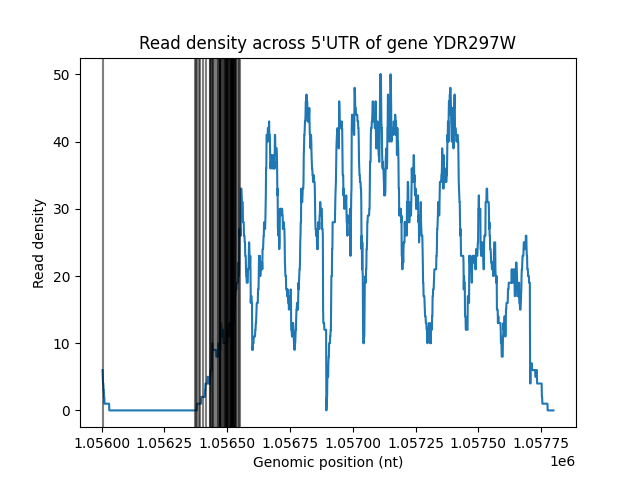 Read density across 5'UTR of gene YDR297W
50
40
30
20
10
0
Read density
1.05600 1.05625 1.05650 1.05675 1.05700 1.05725 1.05750 1.05775
Genomic position (nt)
1e6